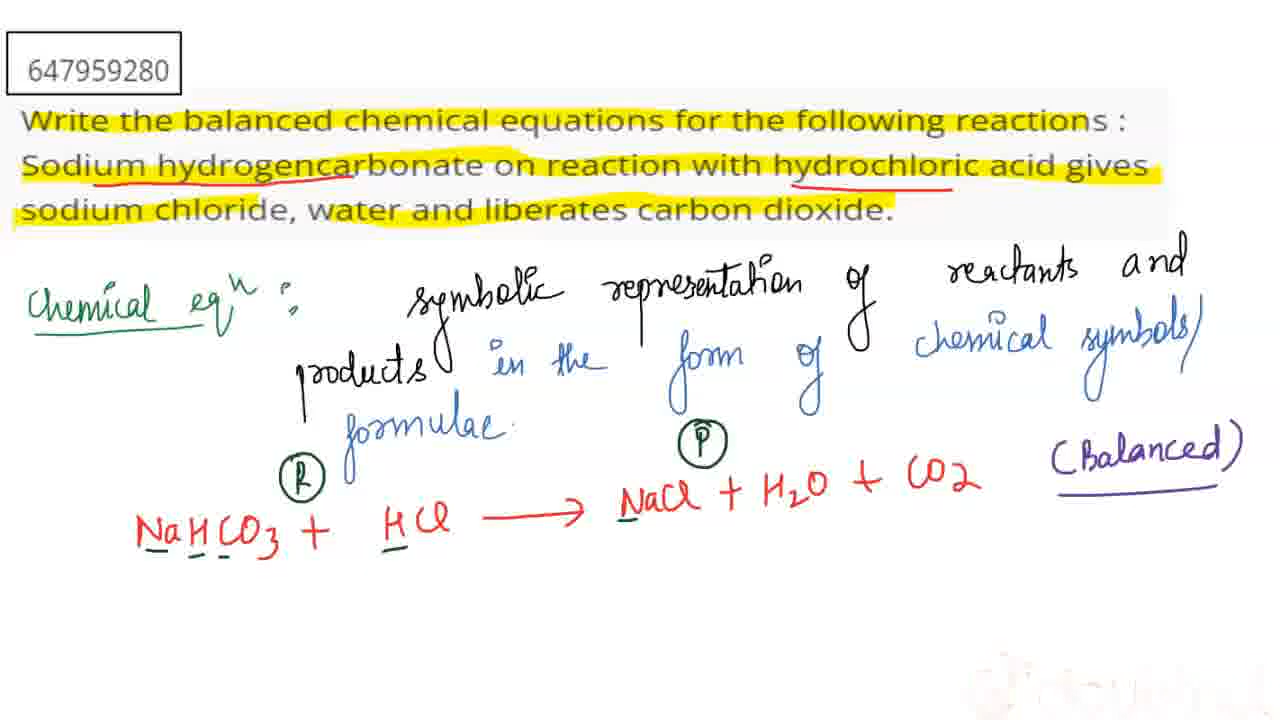 647959280
Write the balanced chemical equations for the following reactions :
Sodium hydrogencarbonate on reaction with hydrochloric acid gives
sodium chloride, water and liberates carbon dioxide.
Chemical eqⁿ : symbolic representation of reactants and
products in the form of chemical symbols/
formulae.
R P (Balanced)
NaHCO3 + HCl ⟶ NaCl + H2O + CO2